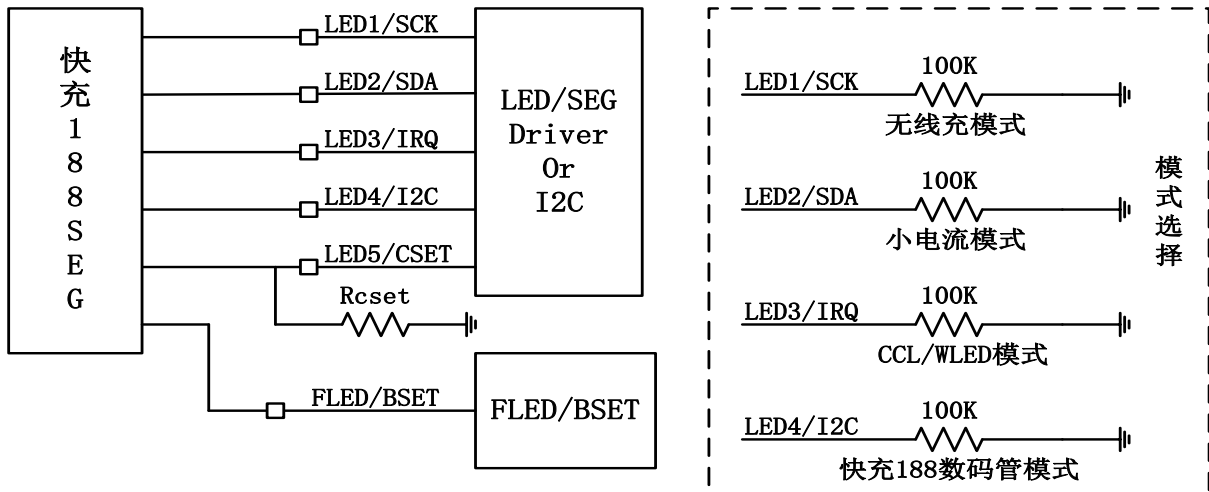 快充188SEG
LED1/SCK
LED2/SDA
LED3/IRQ
LED4/I2C
LED5/CSET
Rcset
FLED/BSET
LED/SEG
Driver
Or
I2C
FLED/BSET
LED1/SCK
100K
无线充模式
LED2/SDA
100K
小电流模式
LED3/IRQ
100K
CCL/WLED模式
LED4/I2C
100K
快充188数码管模式
模式选择